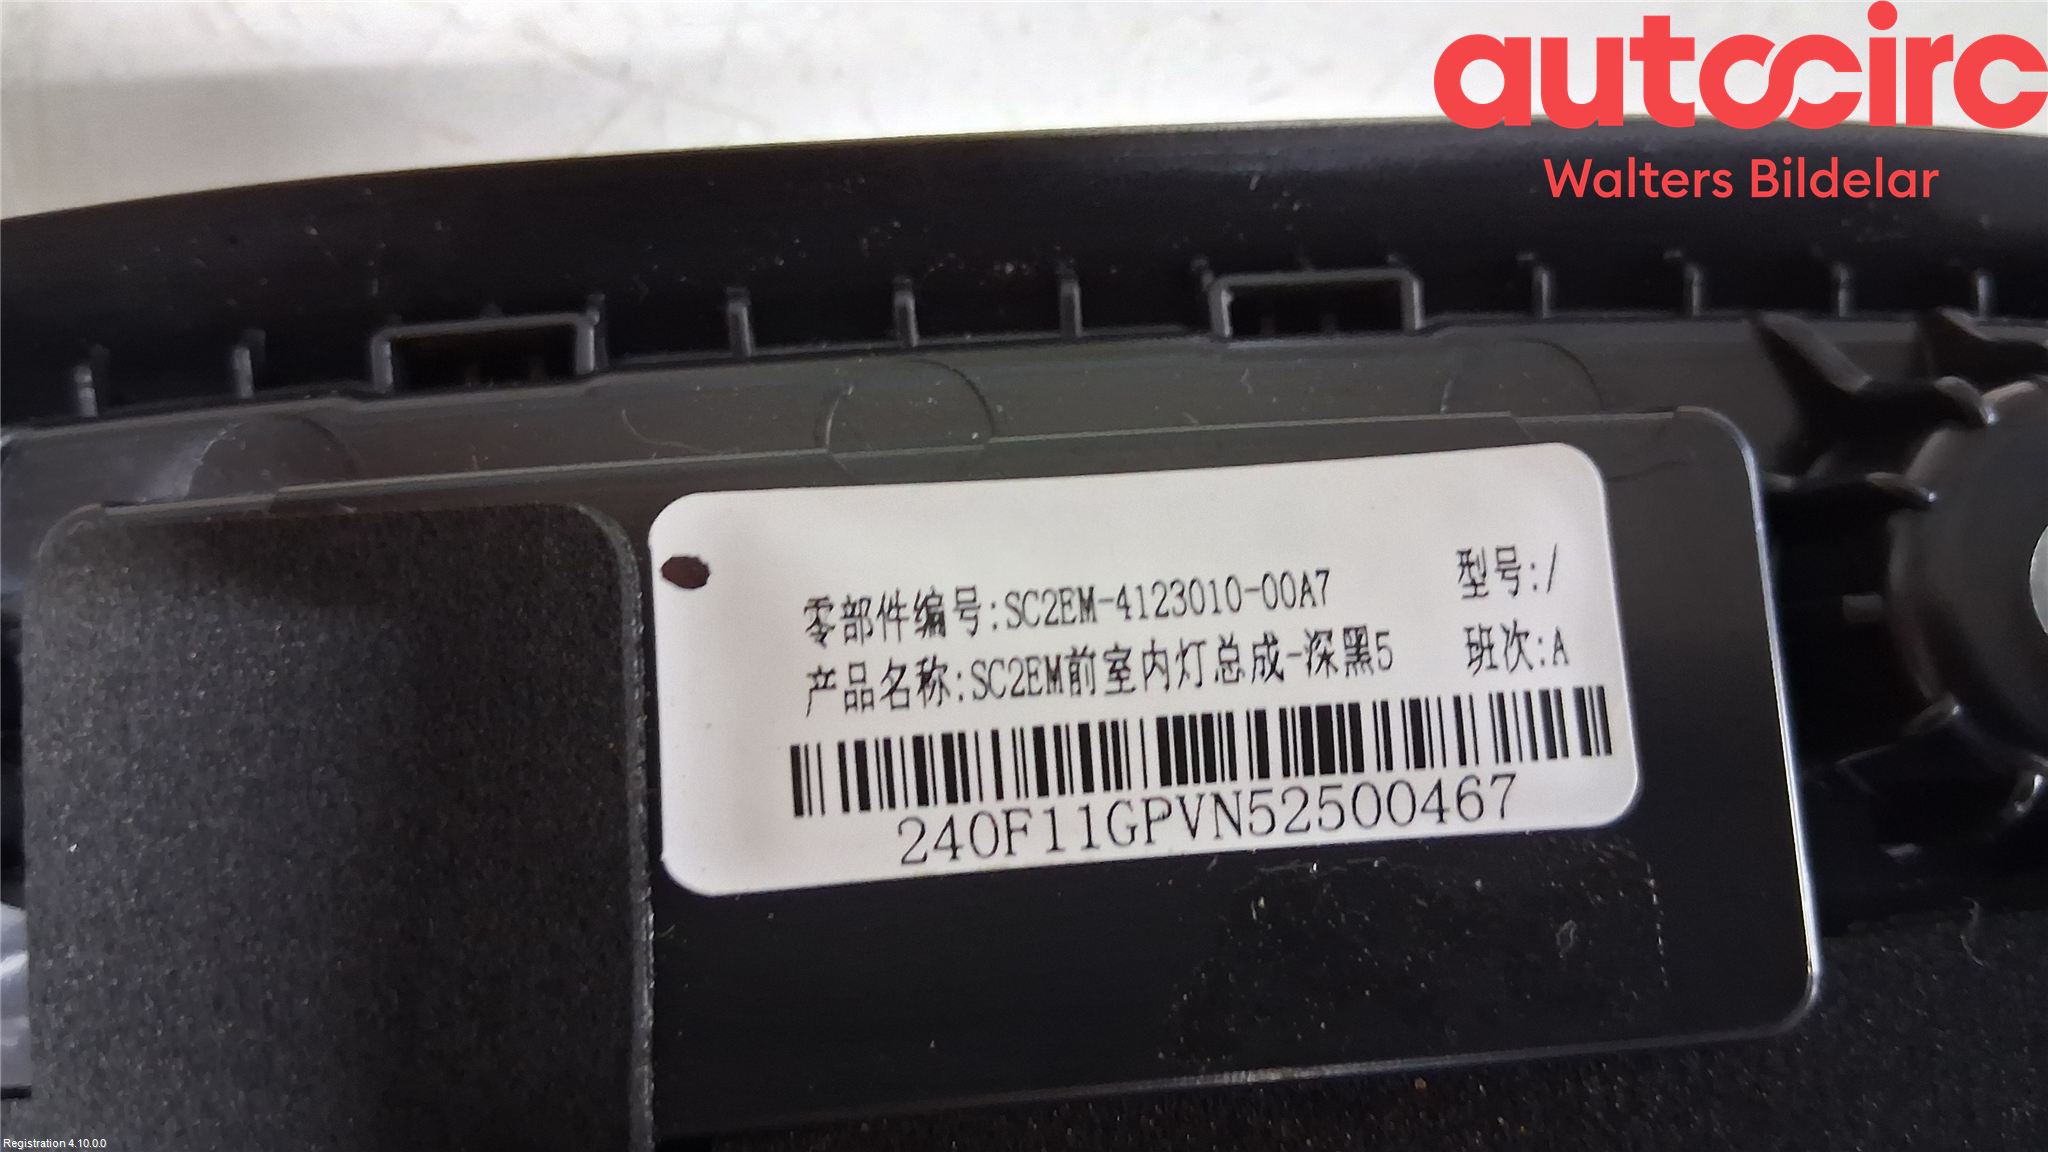 autocirc
Walters Bildelar
零部件编号:SC2EM-4123010-00A7 型号:/
产品名称:SC2EM前室内灯总成-深黑5 班次:A
240F11GPVN52500467
Registration 4.10.0.0